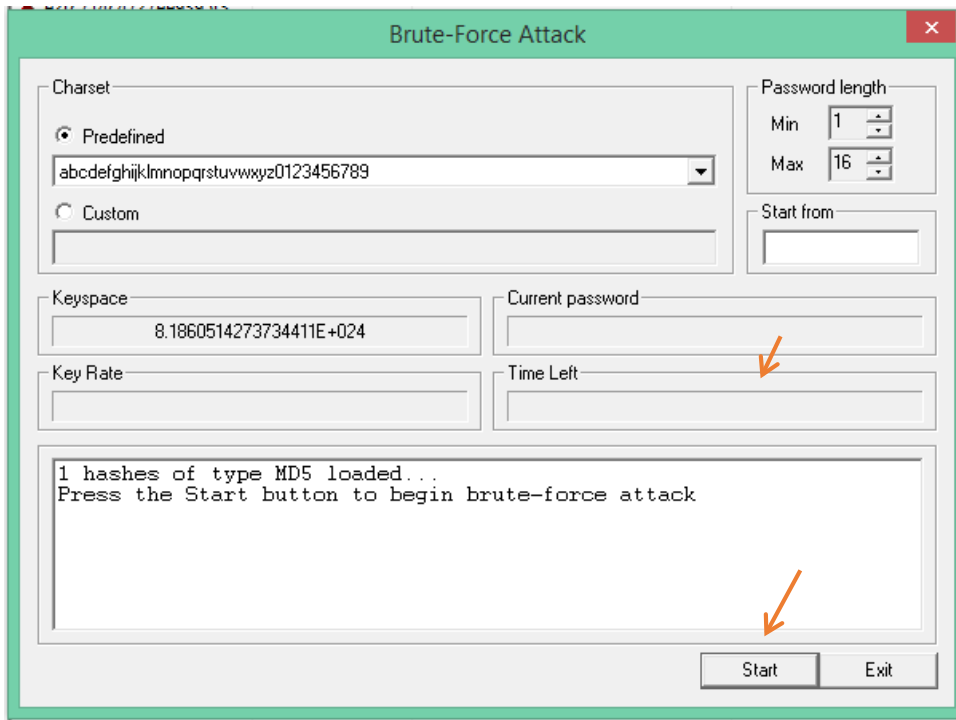 Brute-Force Attack
Charset
Password length
Predefined
Min 1
abcdefghijklmnopqrstuvwxyz0123456789
Max 16
Custom
Start from
Keyspace
Current password
8.1860514273734411E+024
Key Rate
Time Left
1 hashes of type MD5 loaded...
Press the Start button to begin brute-force attack
Start
Exit